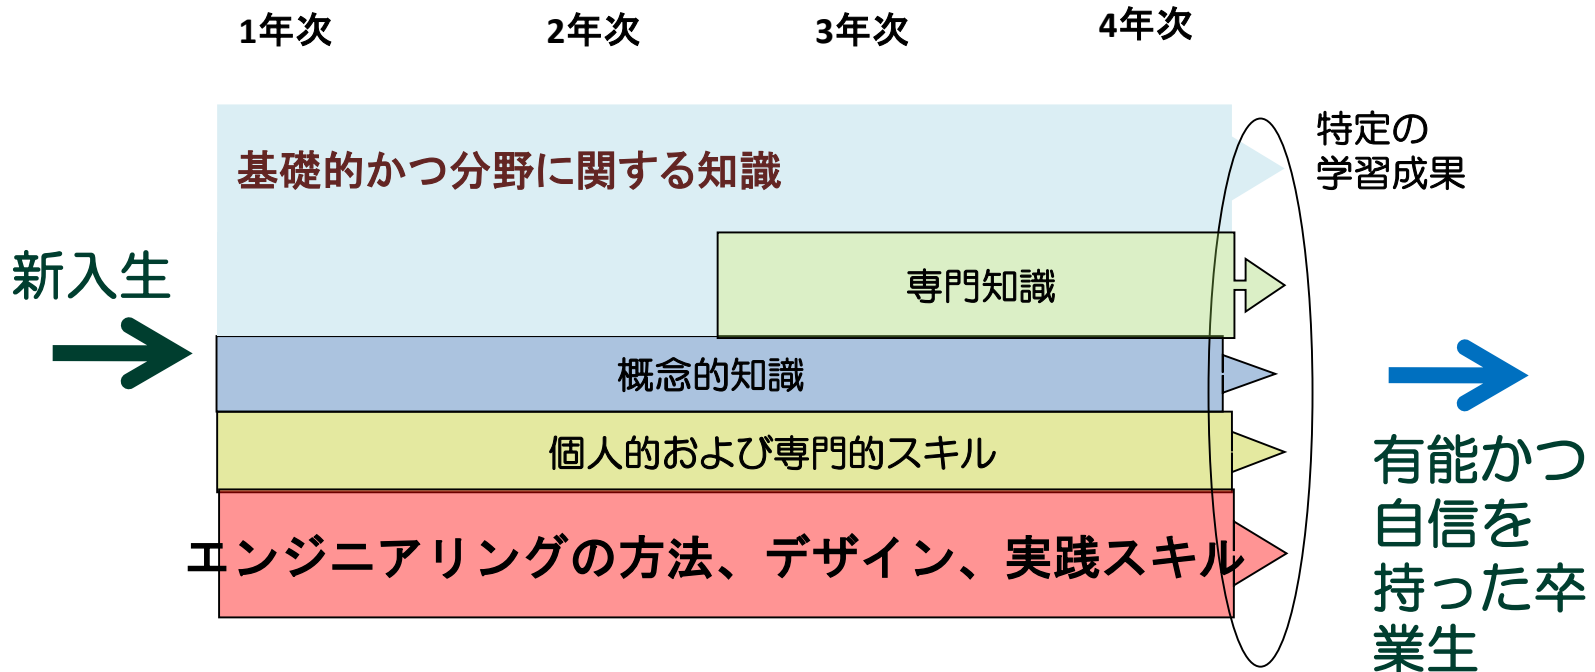 1年次
2年次
3年次
4年次
基礎的かつ分野に関する知識
特定の
学習成果
新入生
専門知識
概念的知識
個人的および専門的スキル
エンジニアリングの方法、デザイン、実践スキル
有能かつ
自信を
持った卒
業生